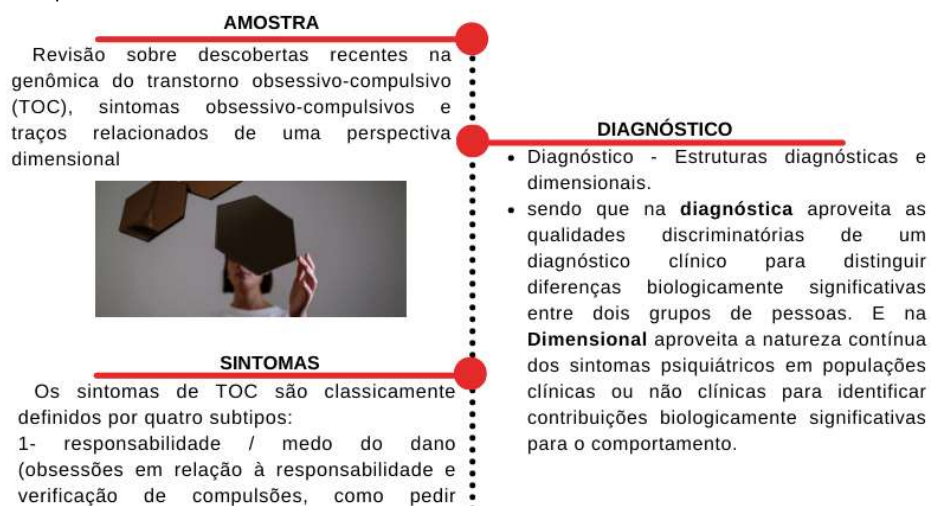 AMOSTRA
Revisão sobre descobertas recentes na
genômica do transtorno obsessivo-compulsivo
(TOC), sintomas obsessivo-compulsivos e
traços relacionados de uma perspectiva
dimensional
DIAGNÓSTICO
• Diagnóstico - Estruturas diagnósticas e
dimensionais.
• sendo que na diagnóstica aproveita as
qualidades discriminatórias de um
diagnóstico clínico para distinguir
diferenças biologicamente significativas
entre dois grupos de pessoas. E na
Dimensional aproveita a natureza contínua
dos sintomas psiquiátricos em populações
clínicas ou não clínicas para identificar
contribuições biologicamente significativas
para o comportamento.
SINTOMAS
Os sintomas de TOC são classicamente
definidos por quatro subtipos:
1- responsabilidade / medo do dano
(obsessões em relação à responsabilidade e
verificação de compulsões, como pedir